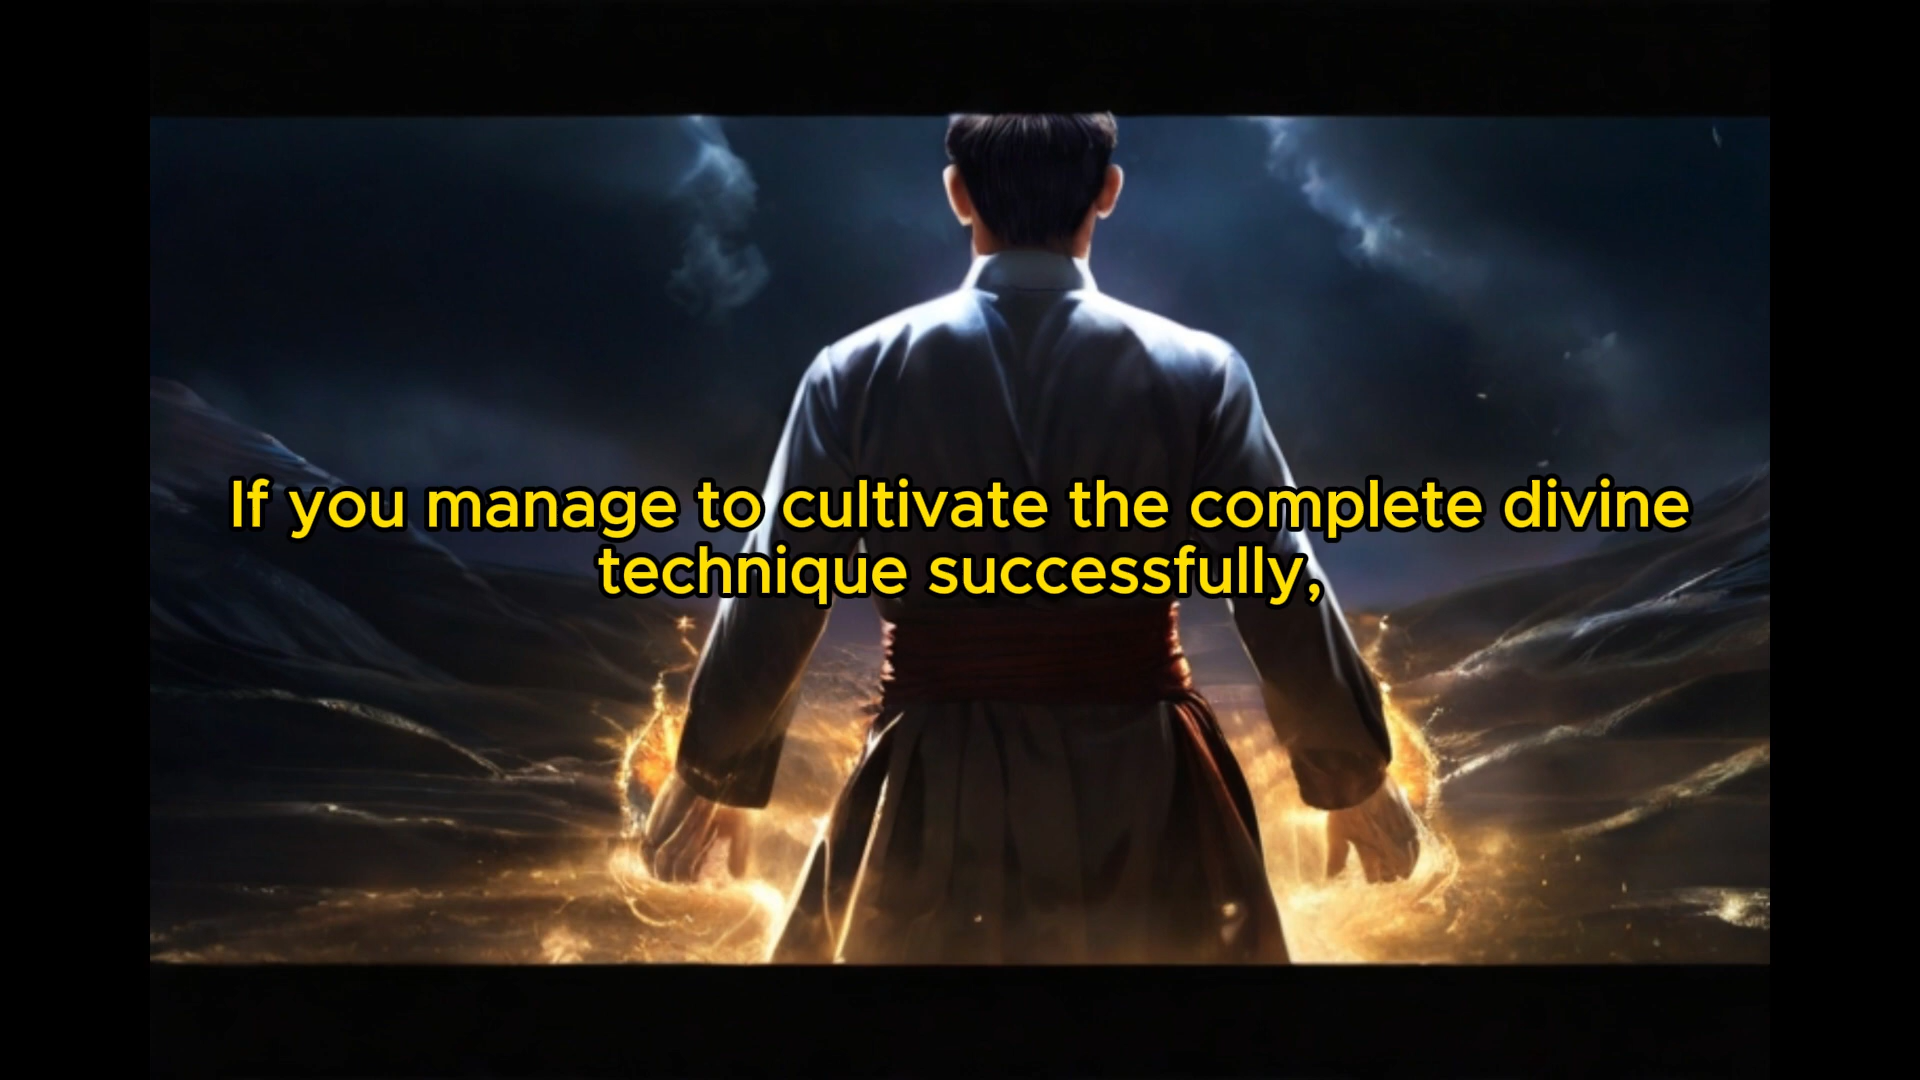 If you manage to cultivate the complete divine
technique successfully,